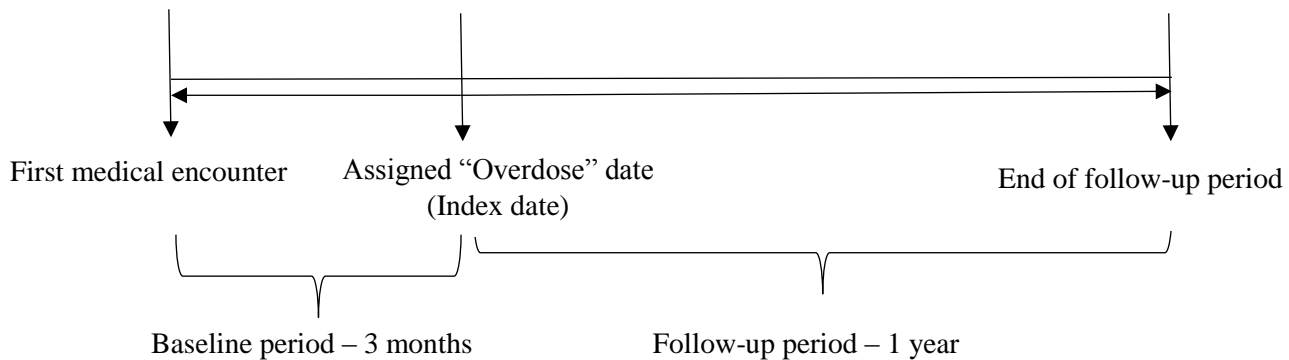 First medical encounter
Assigned “Overdose” date
(Index date)
End of follow-up period
Baseline period – 3 months
Follow-up period – 1 year